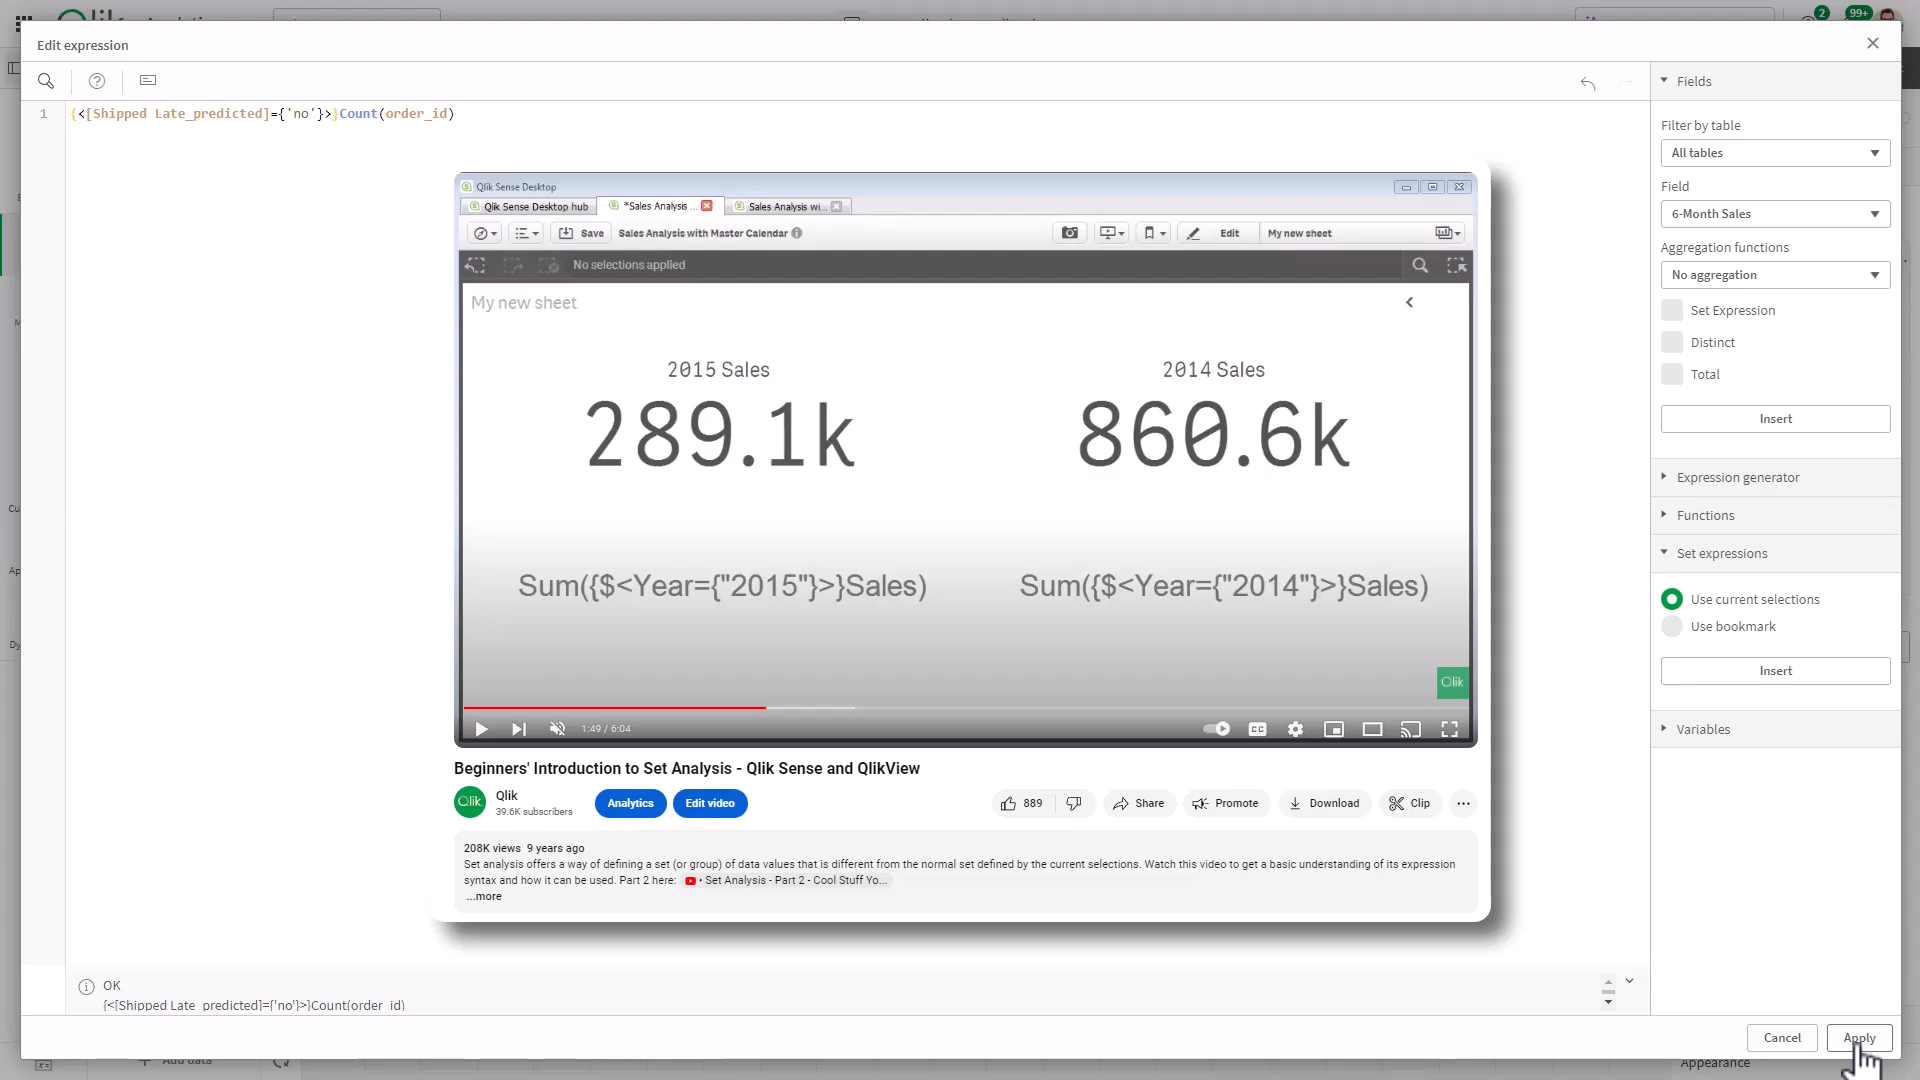 2
99+
Edit expression
1
{<[Shipped Late_predicted]={'no'}>}Count(order_id)
Fields
Filter by table
All tables
Field
6-Month Sales
Aggregation functions
No aggregation
Set Expression
Distinct
Total
Insert
Expression generator
Functions
Set expressions
Use current selections
Use bookmark
Insert
Variables
Qlik Sense Desktop
Qlik Sense Desktop hub
*Sales Analysis ...
Sales Analysis wi...
Save
Sales Analysis with Master Calendar
Edit
My new sheet
No selections applied
My new sheet
2015 Sales
2014 Sales
289.1k
860.6k
Sum({$<Year={"2015"}>}Sales)
Sum({$<Year={"2014"}>}Sales)
Qlik
1:49 / 6:04
CC
Beginners' Introduction to Set Analysis - Qlik Sense and QlikView
Qlik
Qlik
39.6K subscribers
Analytics
Edit video
889
Share
Promote
Download
Clip
208K views 9 years ago
Set analysis offers a way of defining a set (or group) of data values that is different from the normal set defined by the current selections. Watch this video to get a basic understanding of its expression
syntax and how it can be used. Part 2 here: • Set Analysis - Part 2 - Cool Stuff Yo...
...more
OK
{<[Shipped Late_predicted]={'no'}>}Count(order_id)
Cancel
Apply
Add data
Appearance